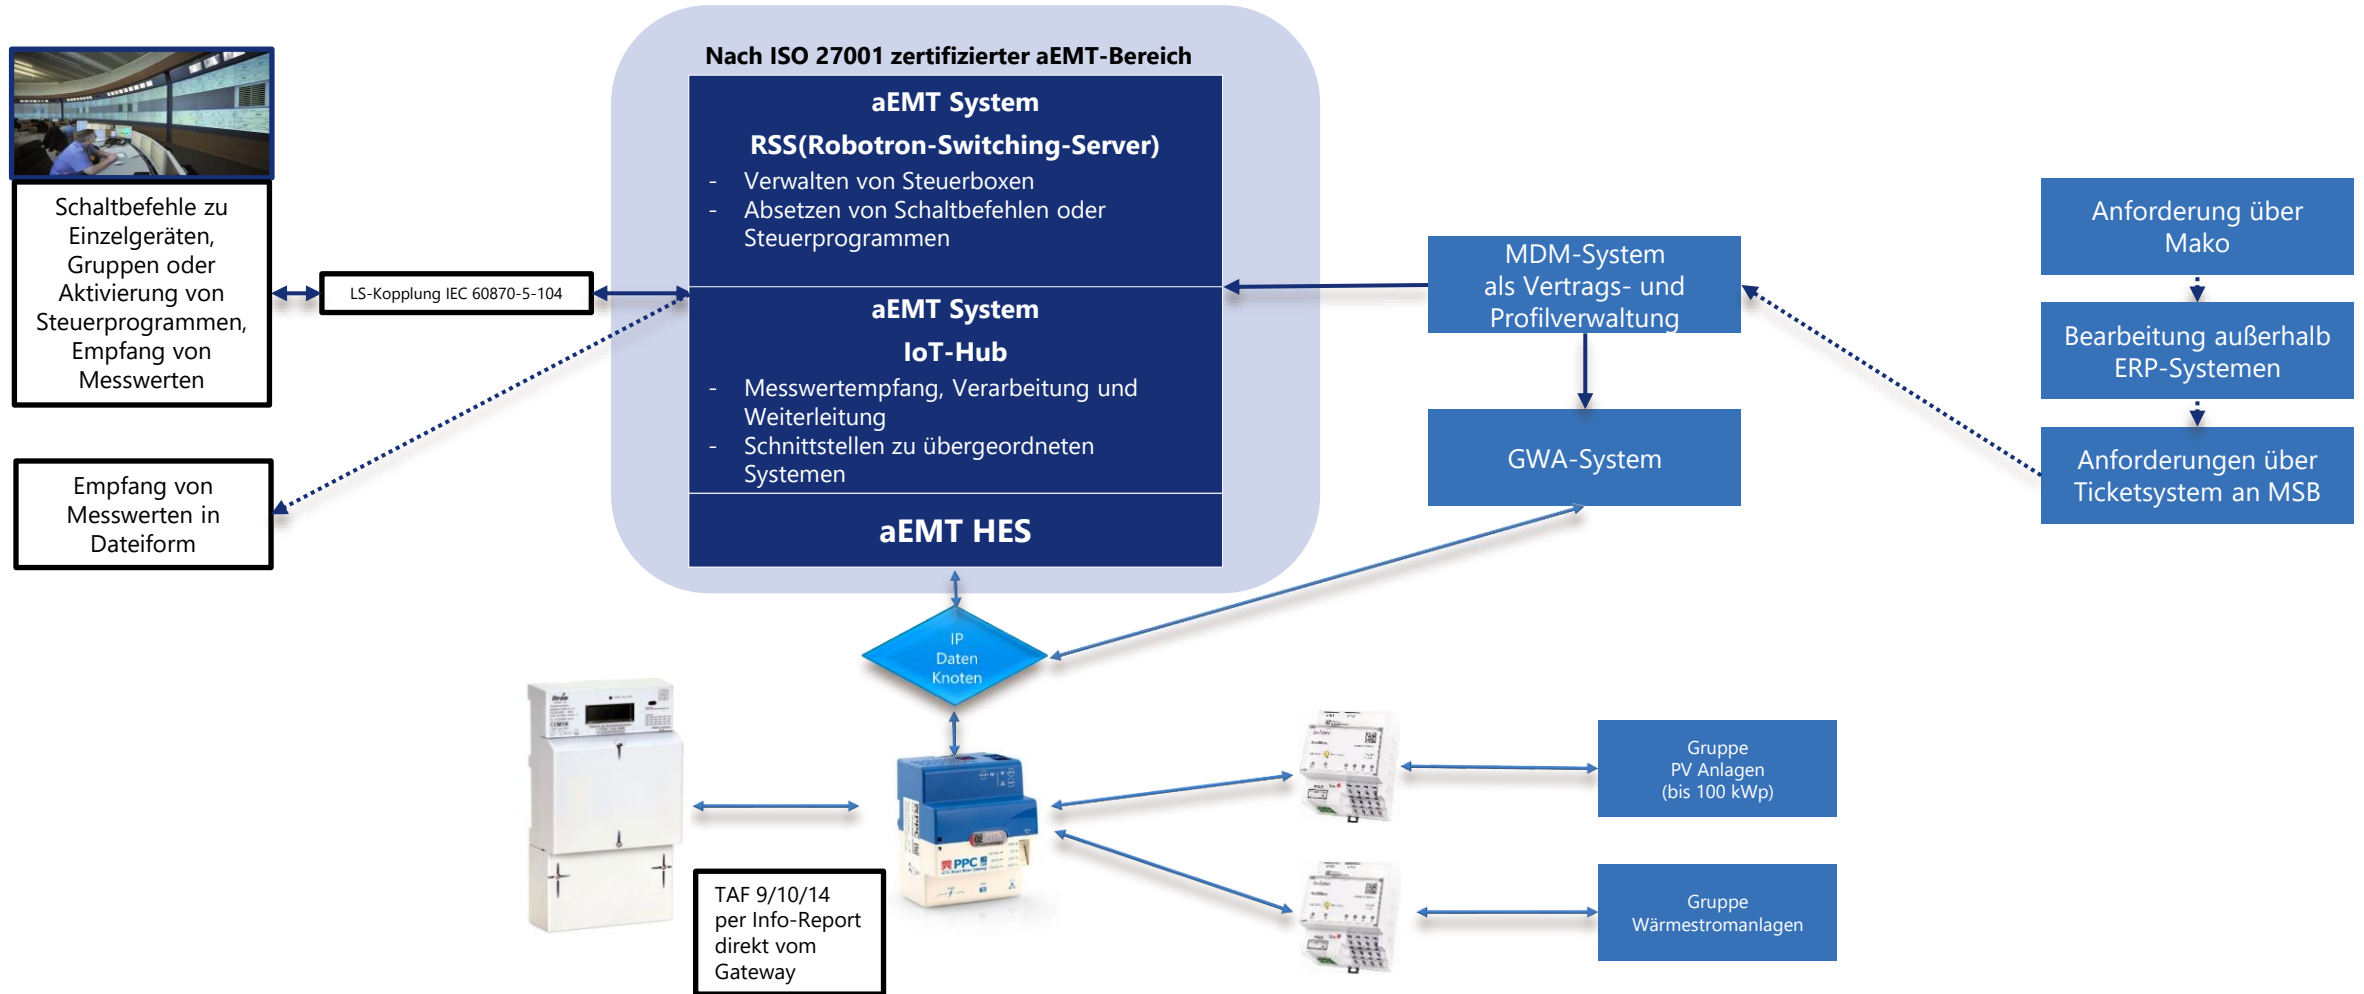 Nach ISO 27001 zertifizierter aEMT-Bereich
aEMT System
RSS(Robotron-Switching-Server)
- Verwalten von Steuerboxen
- Absetzen von Schaltbefehlen oder
Steuerprogrammen
aEMT System
IoT-Hub
- Messwertempfang, Verarbeitung und
Weiterleitung
- Schnittstellen zu übergeordneten
Systemen
aEMT HES
Schaltbefehle zu
Einzelgeräten,
Gruppen oder
Aktivierung von
Steuerprogrammen,
Empfang von
Messwerten
LS-Kopplung IEC 60870-5-104
Empfang von
Messwerten in
Dateiform
MDM-System
als Vertrags- und
Profilverwaltung
GWA-System
Anforderung über
Mako
Bearbeitung außerhalb
ERP-Systemen
Anforderungen über
Ticketsystem an MSB
IP
Daten
Knoten
Itron
PPC
TAF 9/10/14
per Info-Report
direkt vom
Gateway
Gruppe
PV Anlagen
(bis 100 kWp)
Gruppe
Wärmestromanlagen